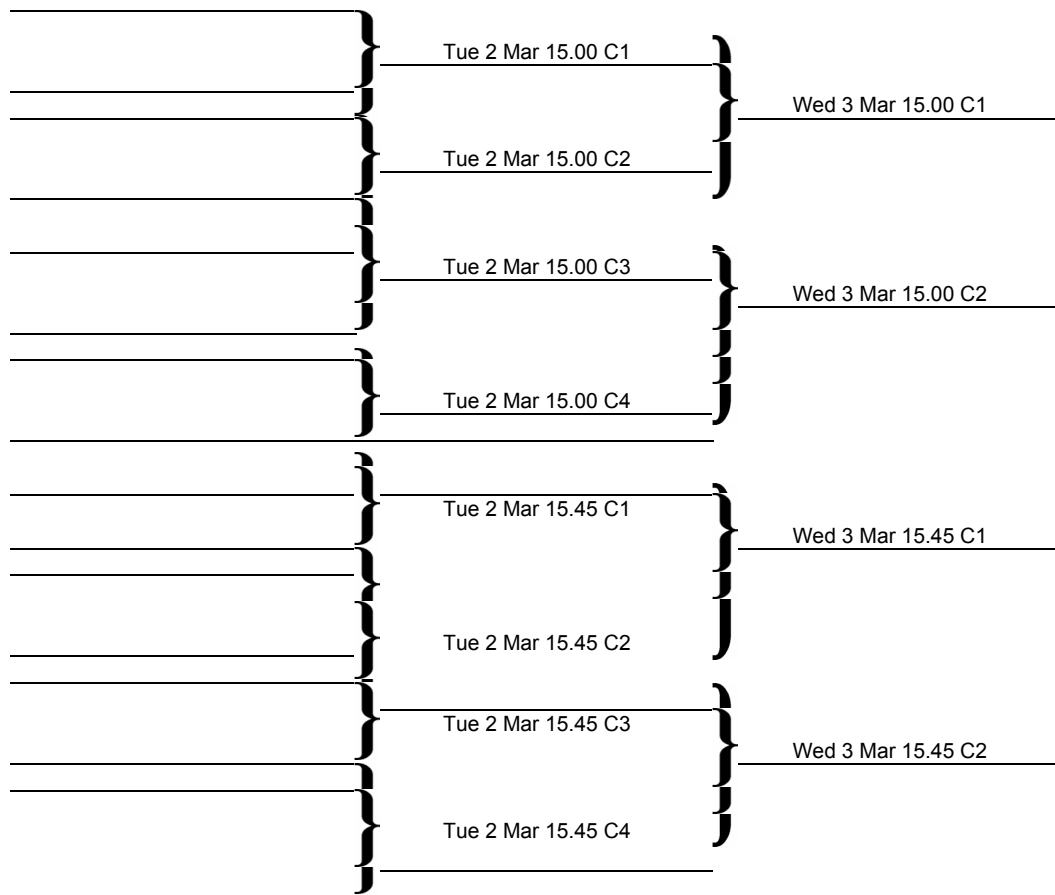 Tue 2 Mar 15.00 C1
Wed 3 Mar 15.00 C1
Tue 2 Mar 15.00 C2
Tue 2 Mar 15.00 C3
Wed 3 Mar 15.00 C2
Tue 2 Mar 15.00 C4
Tue 2 Mar 15.45 C1
Wed 3 Mar 15.45 C1
Tue 2 Mar 15.45 C2
Tue 2 Mar 15.45 C3
Wed 3 Mar 15.45 C2
Tue 2 Mar 15.45 C4